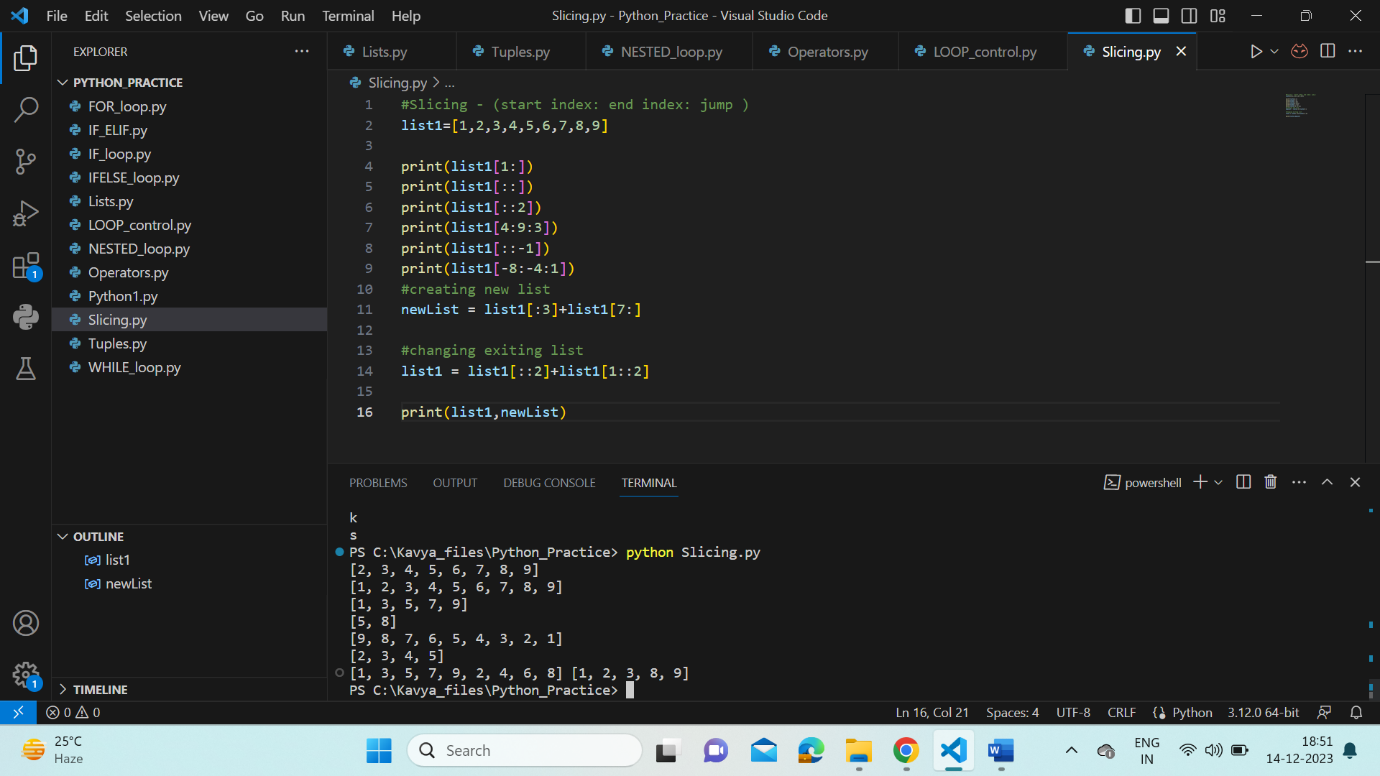 File Edit Selection View Go Run Terminal Help
Slicing.py - Python_Practice - Visual Studio Code
EXPLORER
PYTHON_PRACTICE
FOR_loop.py
IF_ELIF.py
IF_loop.py
IFELSE_loop.py
Lists.py
LOOP_control.py
NESTED_loop.py
Operators.py
Python1.py
Slicing.py
Tuples.py
WHILE_loop.py
OUTLINE
list1
newList
TIMELINE
Lists.py Tuples.py NESTED_loop.py Operators.py LOOP_control.py Slicing.py
Slicing.py > ...
1 #Slicing - (start index: end index: jump )
2 list1=[1,2,3,4,5,6,7,8,9]
3
4 print(list1[1:])
5 print(list1[::])
6 print(list1[::2])
7 print(list1[4:9:3])
8 print(list1[::-1])
9 print(list1[-8:-4:1])
10 #creating new list
11 newList = list1[:3]+list1[7:]
12
13 #changing exiting list
14 list1 = list1[::2]+list1[1::2]
15
16 print(list1,newList)
PROBLEMS OUTPUT DEBUG CONSOLE TERMINAL
powershell
k
s
PS C:\Kavya_files\Python_Practice> python Slicing.py
[2, 3, 4, 5, 6, 7, 8, 9]
[1, 2, 3, 4, 5, 6, 7, 8, 9]
[1, 3, 5, 7, 9]
[5, 8]
[9, 8, 7, 6, 5, 4, 3, 2, 1]
[2, 3, 4, 5]
[1, 3, 5, 7, 9, 2, 4, 6, 8] [1, 2, 3, 8, 9]
PS C:\Kavya_files\Python_Practice>
1
1
0 0
Ln 16, Col 21 Spaces: 4 UTF-8 CRLF Python 3.12.0 64-bit
25°C
Haze
Search
ENG
IN
18:51
14-12-2023